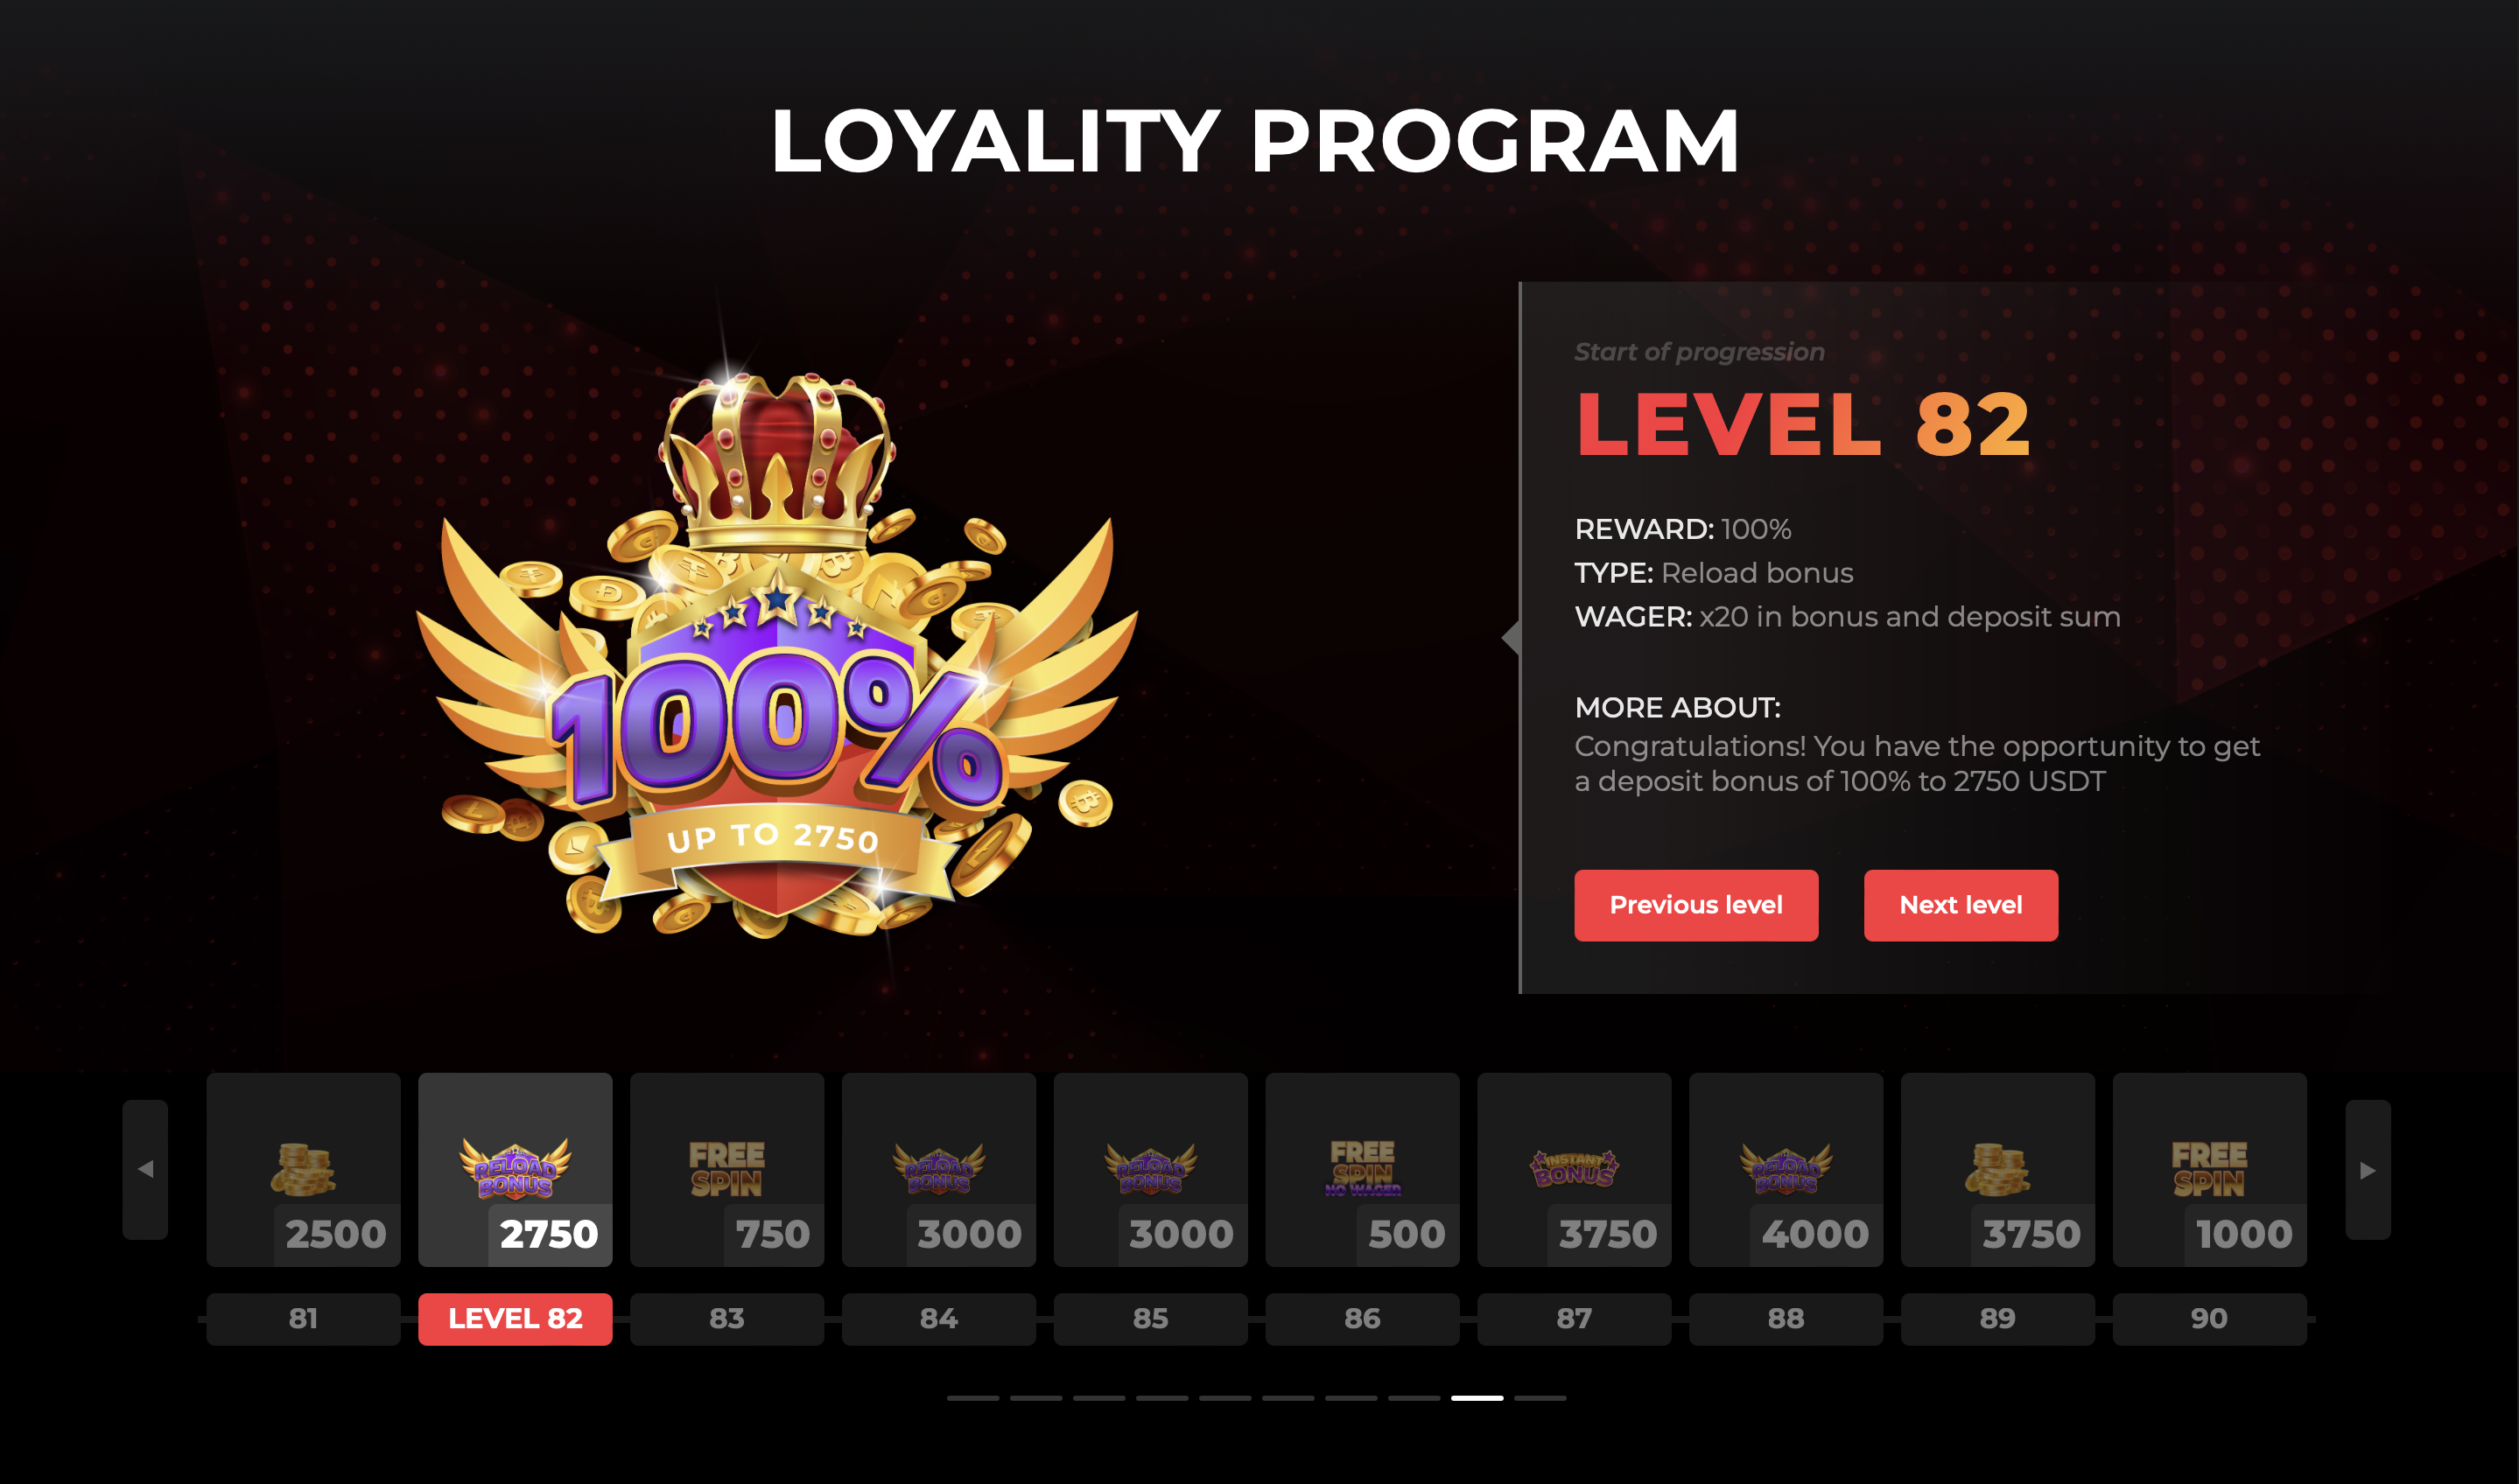 LOYALITY PROGRAM
Start of progression
LEVEL 82
REWARD: 100%
TYPE: Reload bonus
WAGER: x20 in bonus and deposit sum
MORE ABOUT:
Congratulations! You have the opportunity to get
a deposit bonus of 100% to 2750 USDT
Previous level
Next level
100%
UP TO 2750
2500
RELOAD
BONUS
2750
FREE
SPIN
750
RELOAD
BONUS
3000
RELOAD
BONUS
3000
FREE
SPIN
NO WAGER
500
INSTANT
BONUS
3750
RELOAD
BONUS
4000
3750
FREE
SPIN
1000
81
LEVEL 82
83
84
85
86
87
88
89
90